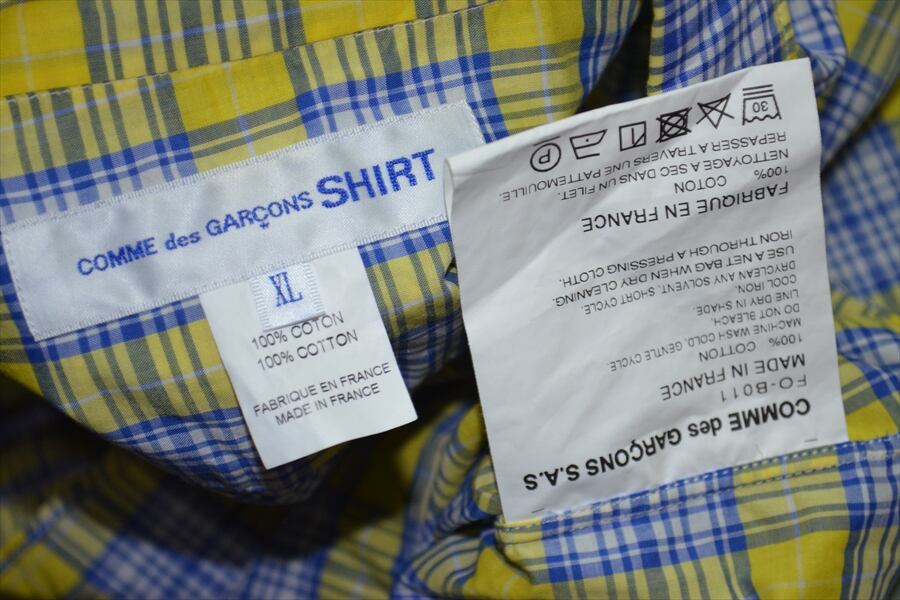 COMME des GARÇONS SHIRT
XL
100% COTON
100% COTTON
FABRIQUE EN FRANCE
MADE IN FRANCE
COMME des GARÇONS S.A.S
FO-B011
MADE IN FRANCE
100% COTTON
MACHINE WASH COLD, GENTLE CYCLE.
DO NOT BLEACH.
LINE DRY IN SHADE.
COOL IRON.
DRYCLEAN ANY SOLVENT, SHORT CYCLE.
USE A NET BAG WHEN DRY CLEANING.
IRON THROUGH A PRESSING CLOTH.
FABRIQUE EN FRANCE
100% COTON
NETTOYAGE A SEC DANS UN FILET.
REPASSER A TRAVERS UNE PATTEMOUILLE.
30
P